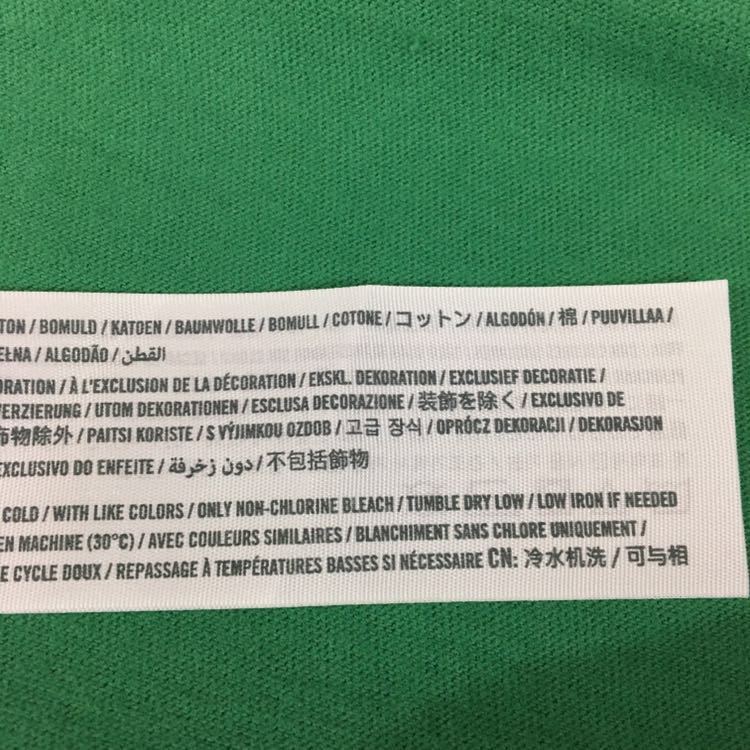 TON / BOMULD / KATOEN / BAUMWOLLE / BOMULL / COTONE / コットン / ALGODÓN / 棉 / PUUVILLAA /
EŁNA / ALGODÃO / القطن
ORATION / À L'EXCLUSION DE LA DÉCORATION / EKSKL. DEKORATION / EXCLUSIEF DECORATIE /
VERZIERUNG / UTOM DEKORATIONEN / ESCLUSA DECORAZIONE / 装飾を除く / EXCLUSIVO DE
飾物除外 / PAITSI KORISTE / S VÝJIMKOU OZDOB / 고급 장식 / OPRÓCZ DEKORACJI / DEKORASJON
EXCLUSIVO DO ENFEITE / دون زخرفة / 不包括飾物
COLD / WITH LIKE COLORS / ONLY NON-CHLORINE BLEACH / TUMBLE DRY LOW / LOW IRON IF NEEDED
EN MACHINE (30°C) / AVEC COULEURS SIMILAIRES / BLANCHIMENT SANS CHLORE UNIQUEMENT /
E CYCLE DOUX / REPASSAGE À TEMPÉRATURES BASSES SI NÉCESSAIRE CN: 冷水机洗 / 可与相